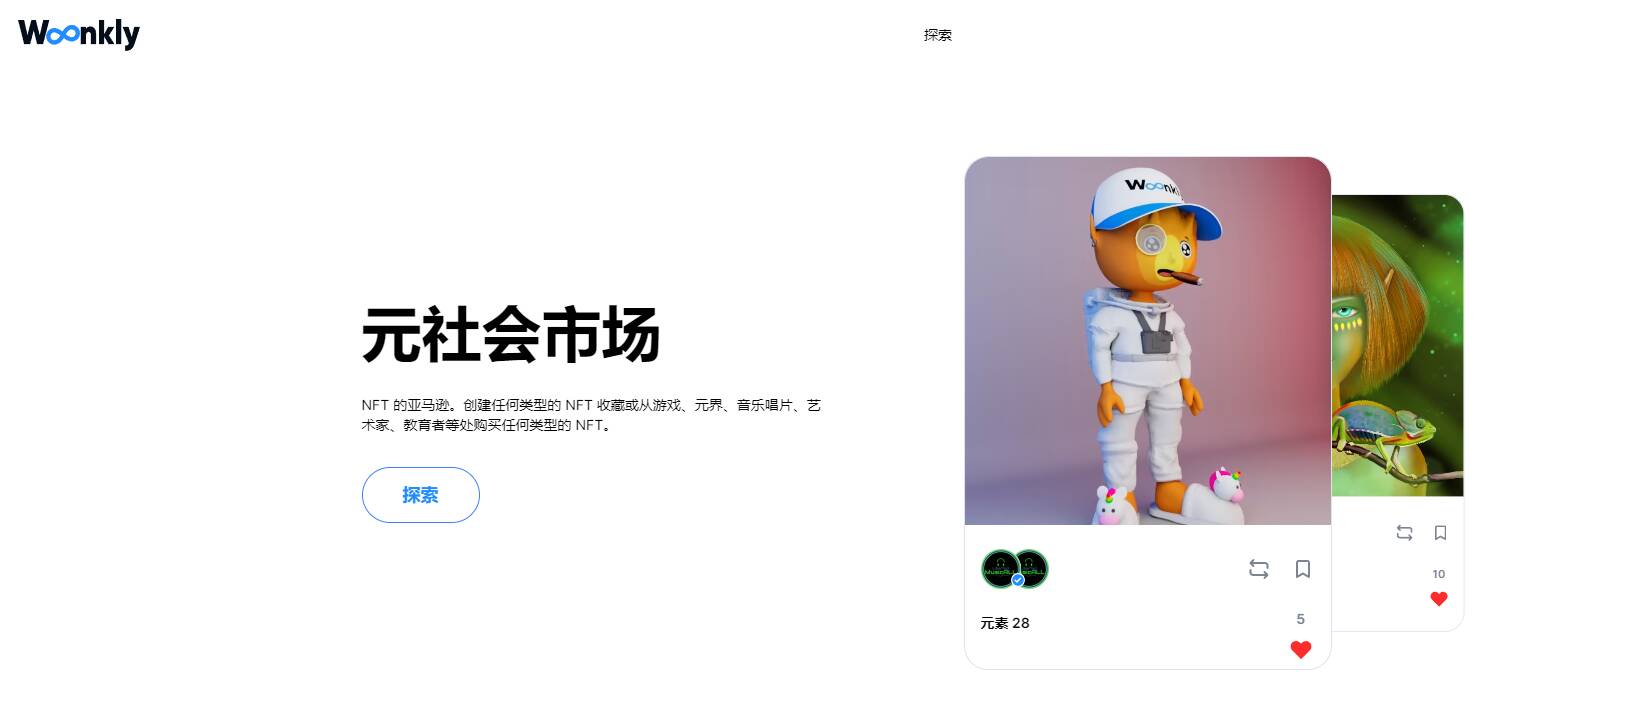 Woonkly
探索
元社会市场
NFT 的亚马逊。创建任何类型的 NFT 收藏或从游戏、元界、音乐唱片、艺
术家、教育者等处购买任何类型的 NFT。
探索
Woonkl
元素 28
5
10